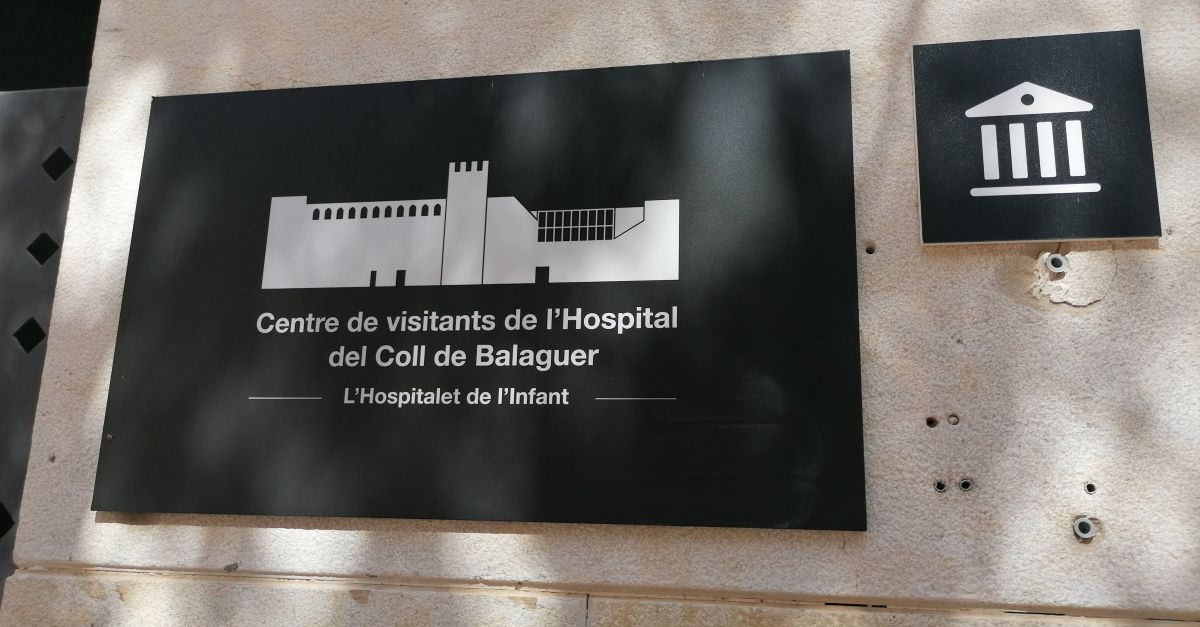 Centre de visitants de l'Hospital
del Coll de Balaguer
L'Hospitalet de l'Infant